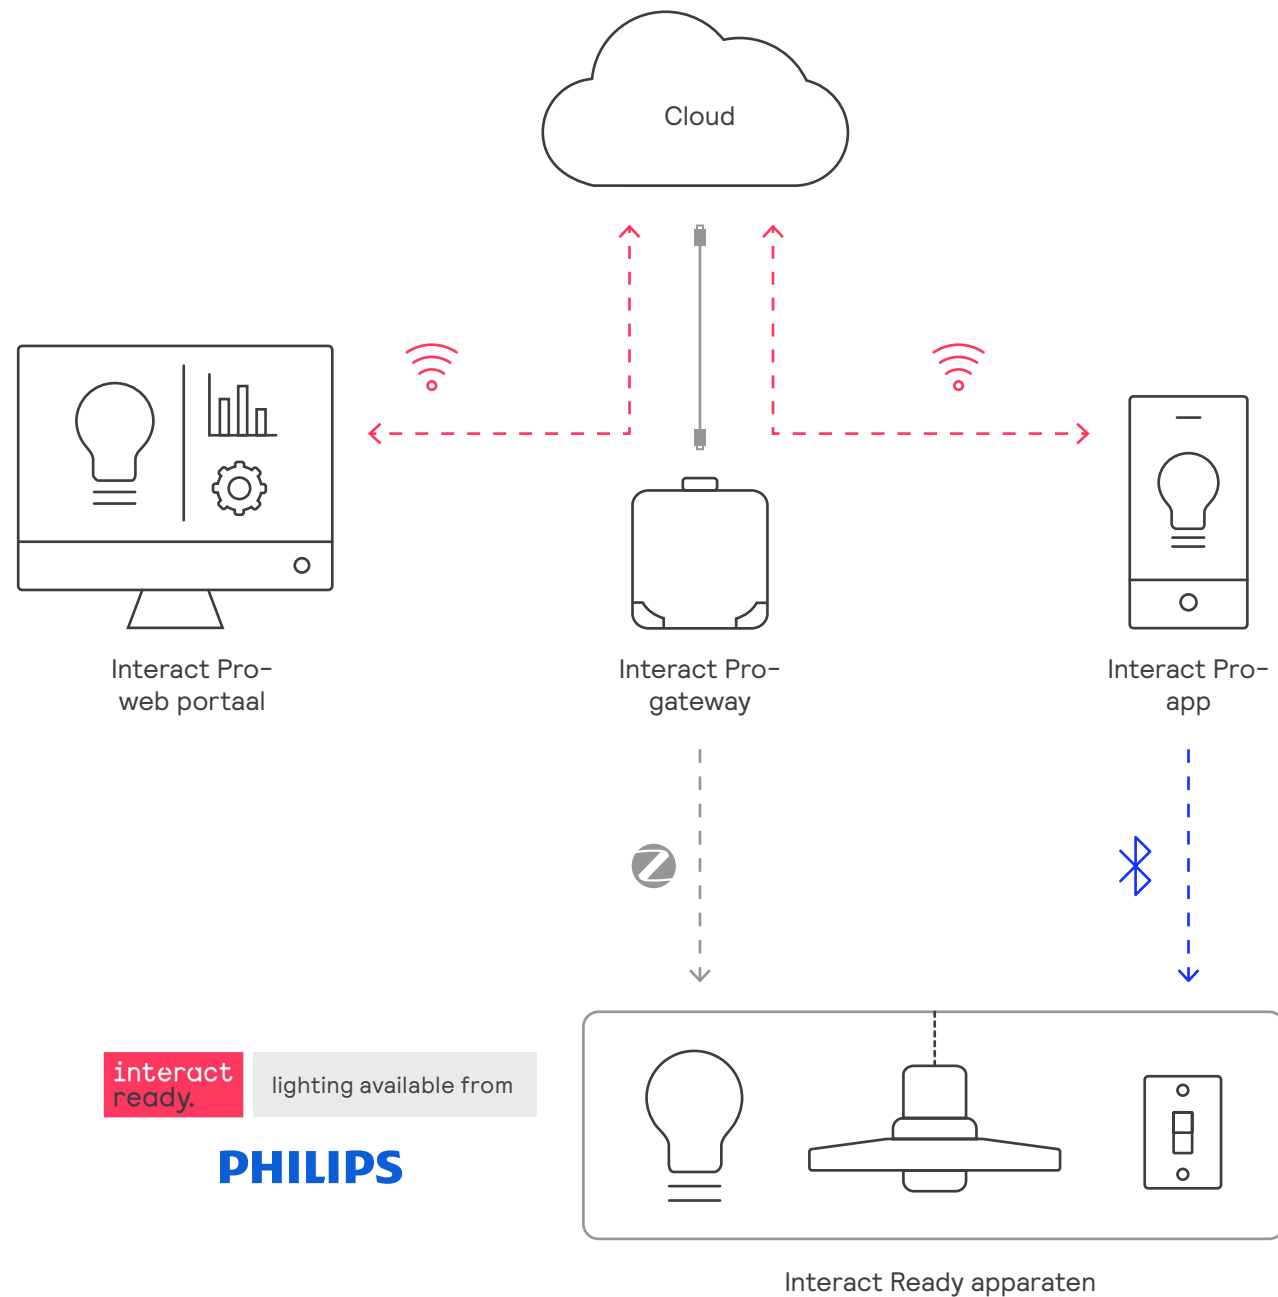 Cloud
Interact Pro-
web portaal
Interact Pro-
gateway
Interact Pro-
app
interact
ready.
lighting available from
PHILIPS
Interact Ready apparaten